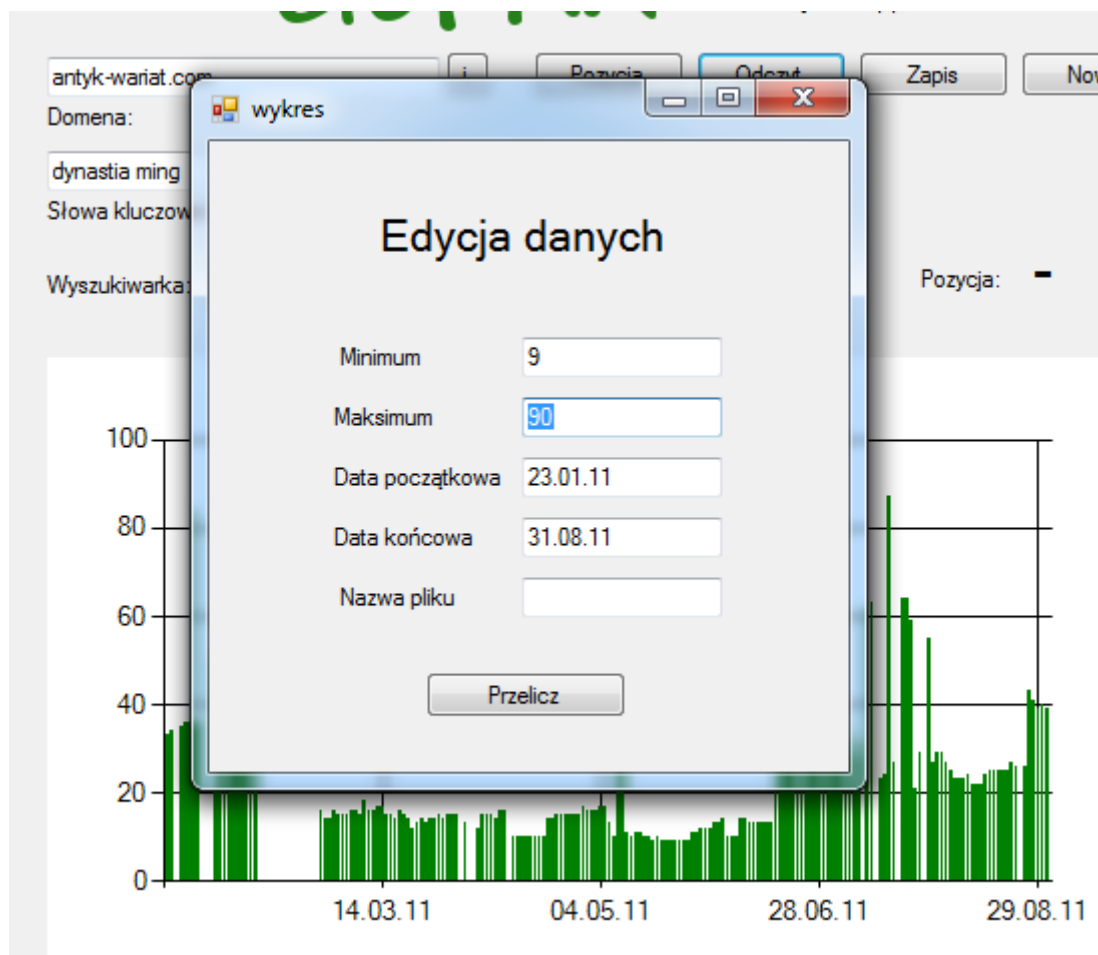 antyk-wariat.com
i
Pozycja
Odczyt
Zapis
Domena:
wykres
dynastia ming
Edycja danych
Wyszukiwarka:
Pozycja: -
Minimum 9
Maksimum 90
Data początkowa 23.01.11
Data końcowa 31.08.11
Nazwa pliku
Przelicz
100
80
60
40
20
0
14.03.11 04.05.11 28.06.11 29.08.11